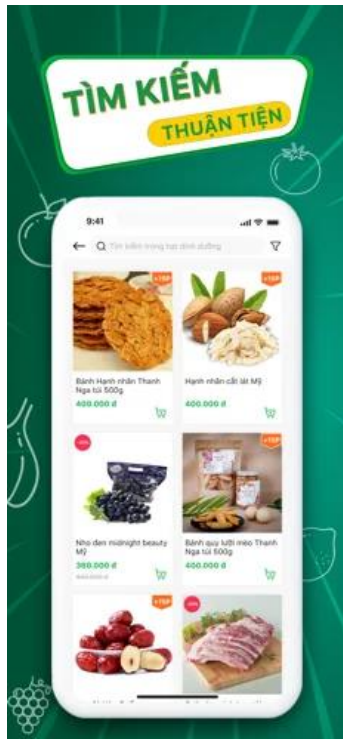 TÌM KIẾM
THUẬN TIỆN
9:41
Tìm kiếm trong top dinh dưỡng
TOP
TOP
Bánh Hạnh nhân Thanh
Nga túi 500g
400.000 đ
Hạnh nhân cắt lát Mỹ
400.000 đ
TOP
Nho đen midnight beauty
Mỹ
360.000 đ
Bánh quy lưỡi mèo Thanh
Nga túi 500g
400.000 đ
TOP